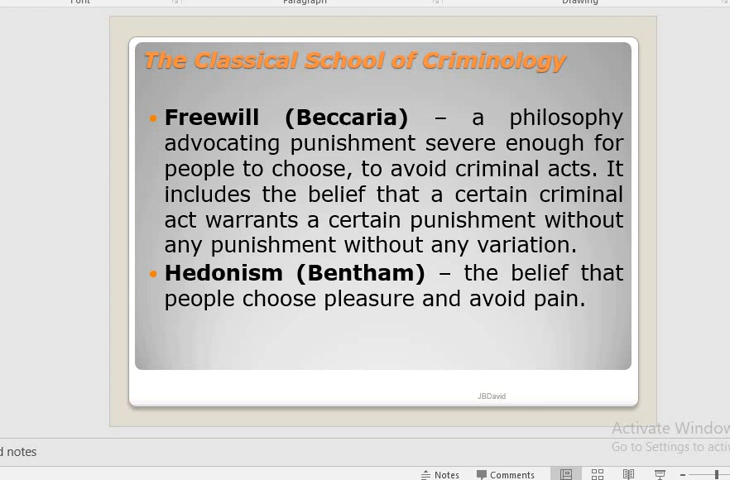 Font Paragraph Drawing
The Classical School of Criminology
• Freewill (Beccaria) – a philosophy
advocating punishment severe enough for
people to choose, to avoid criminal acts. It
includes the belief that a certain criminal
act warrants a certain punishment without
any punishment without any variation.
• Hedonism (Bentham) – the belief that
people choose pleasure and avoid pain.
JBDavid
Activate Window
Go to Settings to activ
d notes
Notes Comments